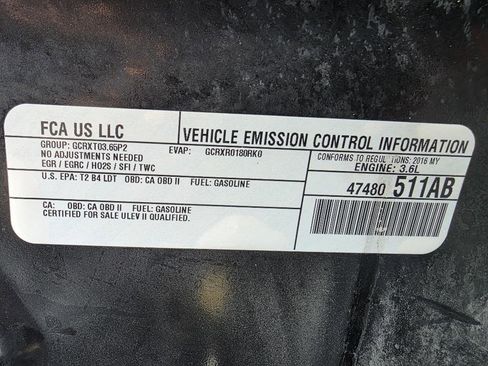 FCA US LLC
VEHICLE EMISSION CONTROL INFORMATION
GROUP: GCRXT03.65P2 EVAP: GCRXR0180RK0
NO ADJUSTMENTS NEEDED
EGR / EGRC / HO2S / SFI / TWC
CONFORMS TO REGULATIONS: 2016 MY
ENGINE: 3.6L
U.S. EPA: T2 B4 LDT OBD: CA OBD II FUEL: GASOLINE
47480 511AB
CA: OBD: CA OBD II FUEL: GASOLINE
CERTIFIED FOR SALE ULEV II QUALIFIED.